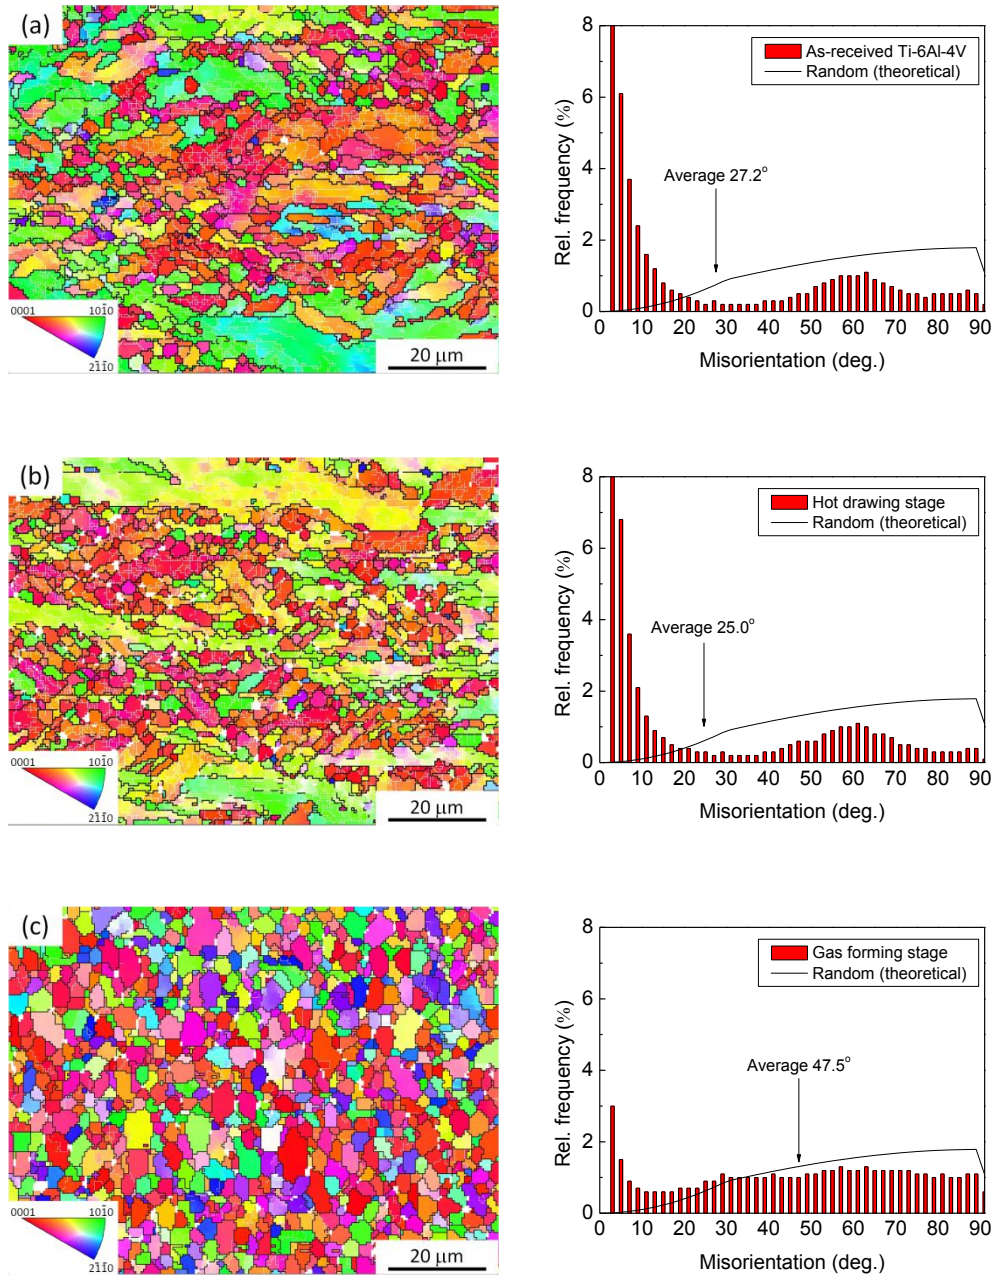 (a)
0001 101̄0
21̄1̄0
20 μm
8
6
4
2
0
Rel. frequency (%)
As-received Ti-6Al-4V
Random (theoretical)
Average 27.2°
0 10 20 30 40 50 60 70 80 90
Misorientation (deg.)
(b)
0001 101̄0
21̄1̄0
20 μm
8
6
4
2
0
Rel. frequency (%)
Hot drawing stage
Random (theoretical)
Average 25.0°
0 10 20 30 40 50 60 70 80 90
Misorientation (deg.)
(c)
0001 101̄0
21̄1̄0
20 μm
8
6
4
2
0
Rel. frequency (%)
Gas forming stage
Random (theoretical)
Average 47.5°
0 10 20 30 40 50 60 70 80 90
Misorientation (deg.)